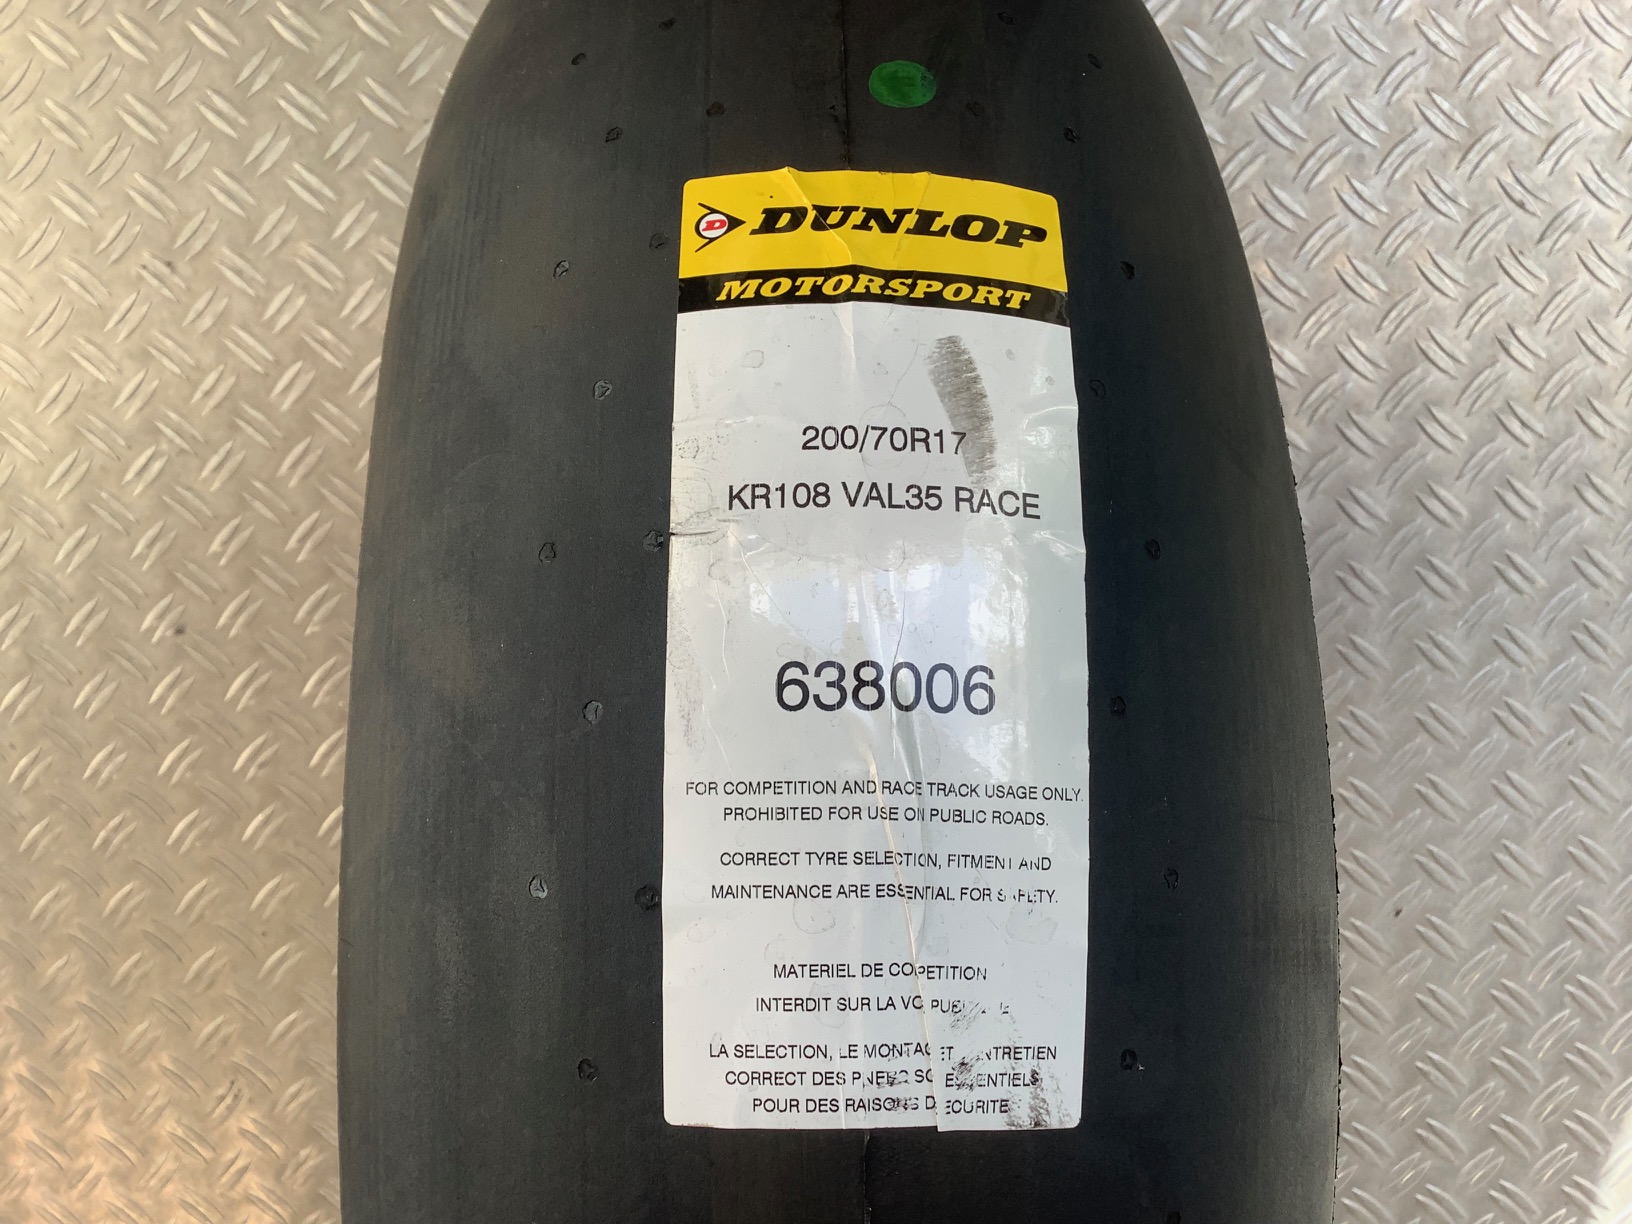 D DUNLOP
MOTORSPORT
200/70R17
KR108 VAL35 RACE
638006
FOR COMPETITION AND RACE TRACK USAGE ONLY.
PROHIBITED FOR USE ON PUBLIC ROADS.
CORRECT TYRE SELECTION, FITMENT AND
MAINTENANCE ARE ESSENTIAL FOR SAFETY.
MATERIEL DE COPETITION
INTERDIT SUR LA
LA SELECTION, LE
CORRECT DES
POUR DES RAISONS